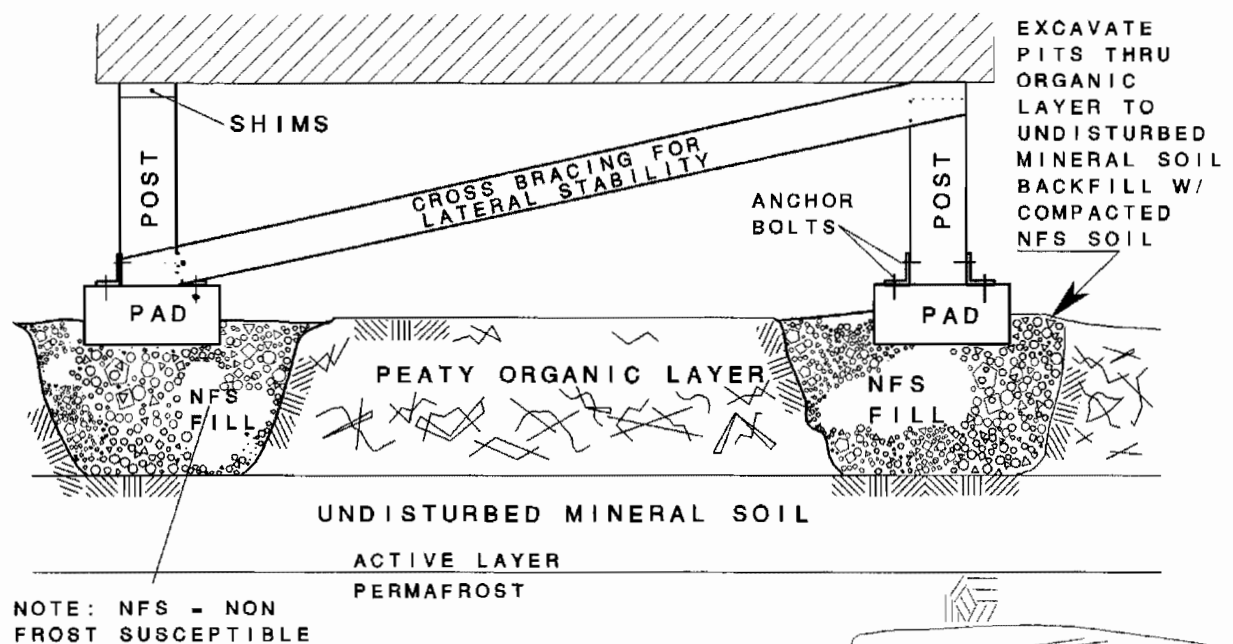 EXCAVATE
PITS THRU
ORGANIC
LAYER TO
UNDISTURBED
MINERAL SOIL
BACKFILL W/
COMPACTED
NFS SOIL
SHIMS
POST
CROSS BRACING FOR
LATERAL STABILITY
ANCHOR
BOLTS
POST
PAD
PAD
PEATY ORGANIC LAYER
NFS
FILL
NFS
FILL
UNDISTURBED MINERAL SOIL
ACTIVE LAYER
PERMAFROST
NOTE: NFS = NON
FROST SUSCEPTIBLE